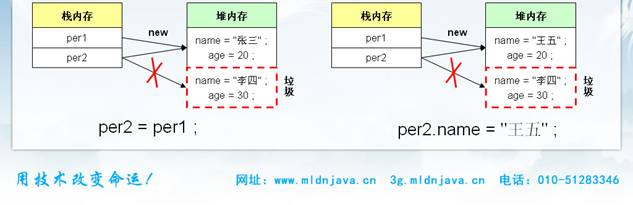 栈内存
堆内存
per1
new
name = "张三" ;
age = 20 ;
per2
name = "李四" ;
age = 30 ;
垃圾
per2 = per1 ;
栈内存
堆内存
per1
new
name = "王五" ;
age = 20 ;
per2
name = "李四" ;
age = 30 ;
垃圾
per2.name = "王五" ;
用技术改变命运！
网址：www.mldnjava.cn 3g.mldnjava.cn 电话：010-51283346